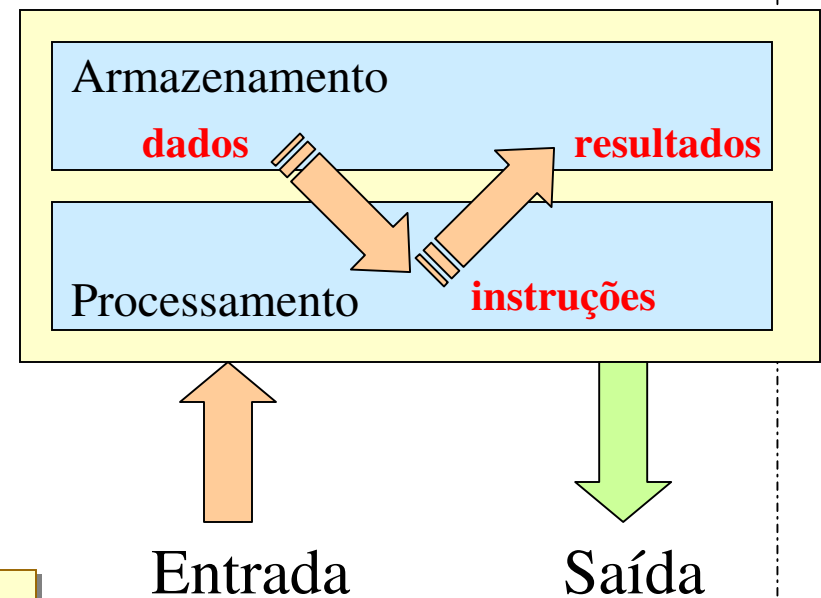 Armazenamento
dados resultados
Processamento instruções
Entrada Saída